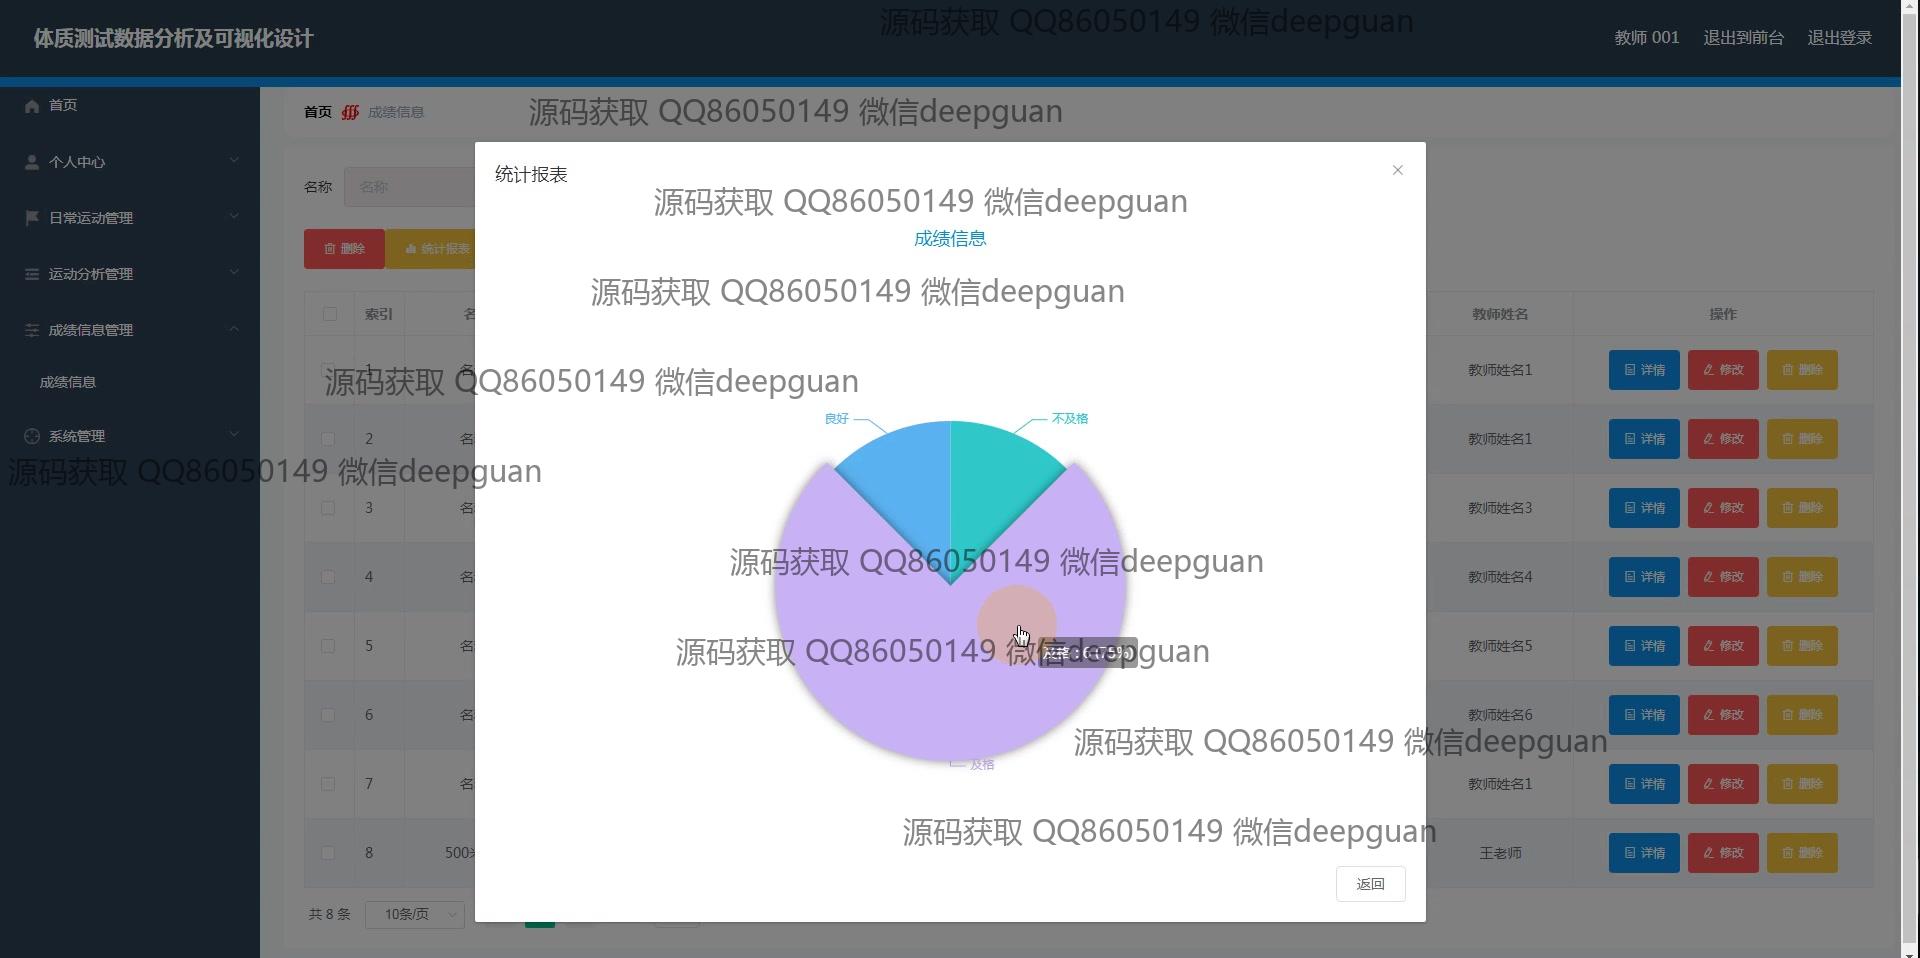 源码获取 QQ86050149 微信deepguan
体质测试数据分析及可视化设计
教师 001 退出到前台 退出登录
首页
个人中心
日常运动管理
运动分析管理
成绩信息管理
成绩信息
系统管理
首页 成绩信息
源码获取 QQ86050149 微信deepguan
名称 名称
删除 统计报表
索引 教师姓名 操作
1 教师姓名1 详情 修改 删除
2 教师姓名1 详情 修改 删除
3 教师姓名3 详情 修改 删除
4 教师姓名4 详情 修改 删除
5 教师姓名5 详情 修改 删除
6 教师姓名6 详情 修改 删除
7 教师姓名1 详情 修改 删除
8 王老师 详情 修改 删除
共 8 条 10条/页
统计报表
源码获取 QQ86050149 微信deepguan
成绩信息
源码获取 QQ86050149 微信deepguan
源码获取 QQ86050149 微信deepguan
良好 不及格
源码获取 QQ86050149 微信deepguan
源码获取 QQ86050149 微信deepguan
源码获取 QQ86050149 微信deepguan
及格 : 6 (75%)
源码获取 QQ86050149 微信deepguan
及格
源码获取 QQ86050149 微信deepguan
返回